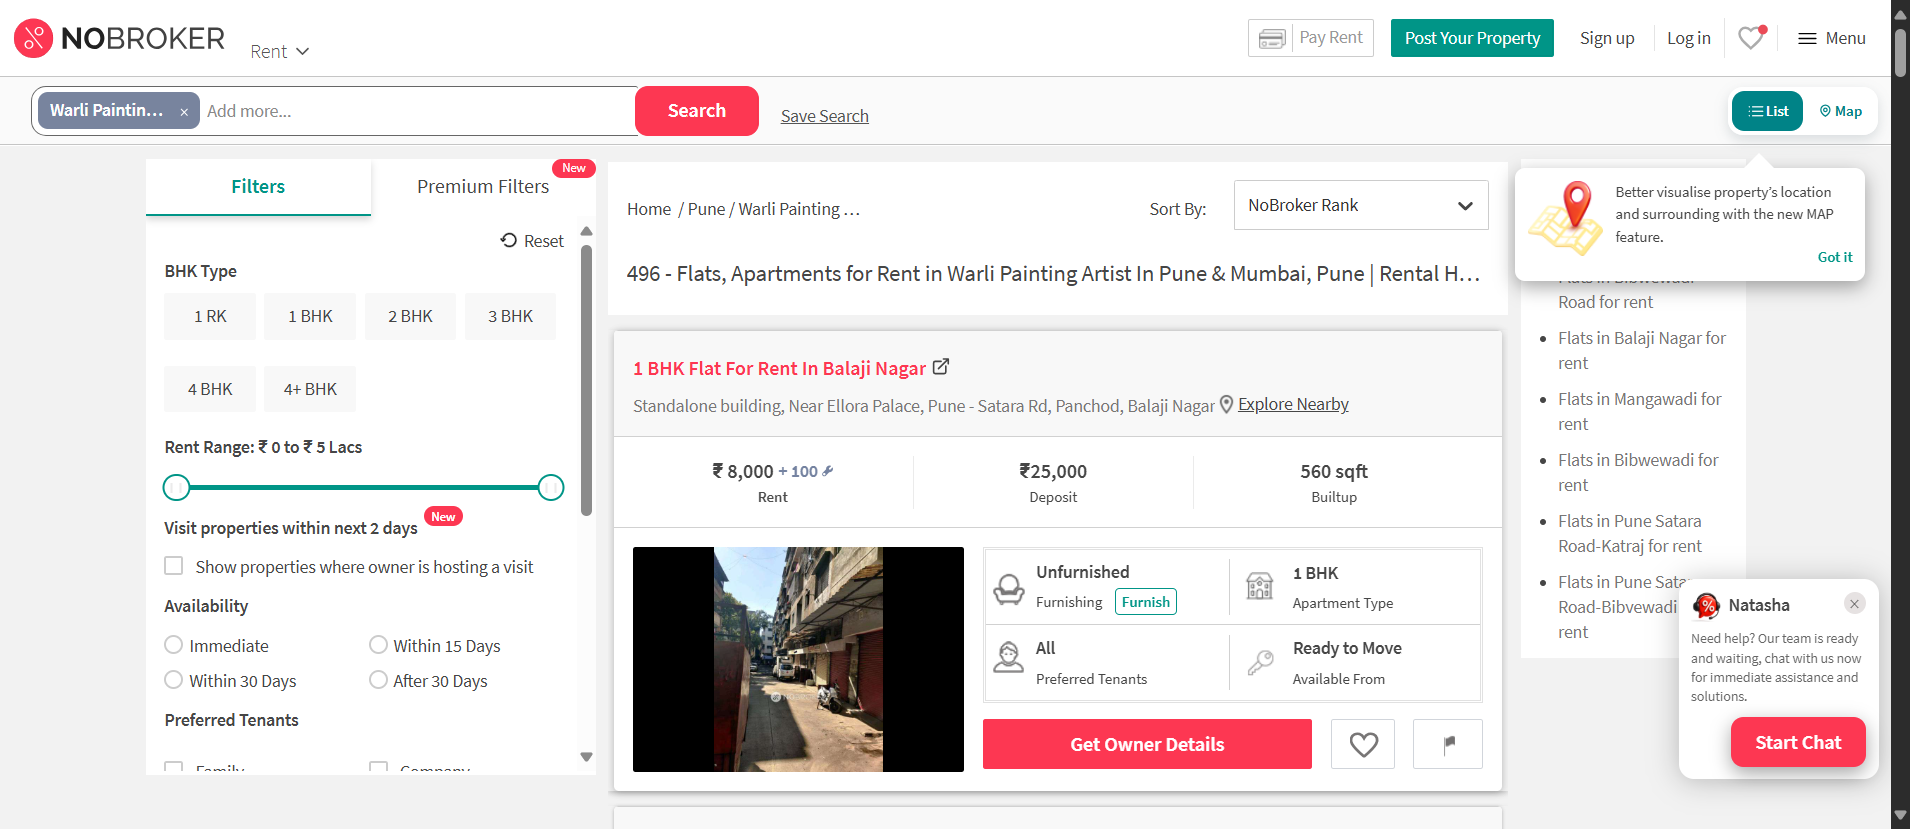 NOBROKER
Rent
Pay Rent
Post Your Property
Sign up
Log in
Menu
Warli Paintin... ×
Add more...
Search
Save Search
List
Map
Filters
Premium Filters
New
Reset
BHK Type
1 RK
1 BHK
2 BHK
3 BHK
4 BHK
4+ BHK
Rent Range: ₹ 0 to ₹ 5 Lacs
Visit properties within next 2 days
New
Show properties where owner is hosting a visit
Availability
Immediate
Within 15 Days
Within 30 Days
After 30 Days
Preferred Tenants
Family
Company
Home / Pune / Warli Painting ...
Sort By:
NoBroker Rank
496 - Flats, Apartments for Rent in Warli Painting Artist In Pune & Mumbai, Pune | Rental H...
1 BHK Flat For Rent In Balaji Nagar
Standalone building, Near Ellora Palace, Pune - Satara Rd, Panchod, Balaji Nagar
Explore Nearby
₹ 8,000 + 100
Rent
₹25,000
Deposit
560 sqft
Builtup
Unfurnished
Furnishing
Furnish
1 BHK
Apartment Type
All
Preferred Tenants
Ready to Move
Available From
Get Owner Details
Better visualise property's location
and surrounding with the new MAP
feature.
Got it
Flats in Bibwewadi
Road for rent
Flats in Balaji Nagar for
rent
Flats in Mangawadi for
rent
Flats in Bibwewadi for
rent
Flats in Pune Satara
Road-Katraj for rent
Flats in Pune Satara
Road-Bibvewadi
rent
Natasha
Need help? Our team is ready
and waiting, chat with us now
for immediate assistance and
solutions.
Start Chat